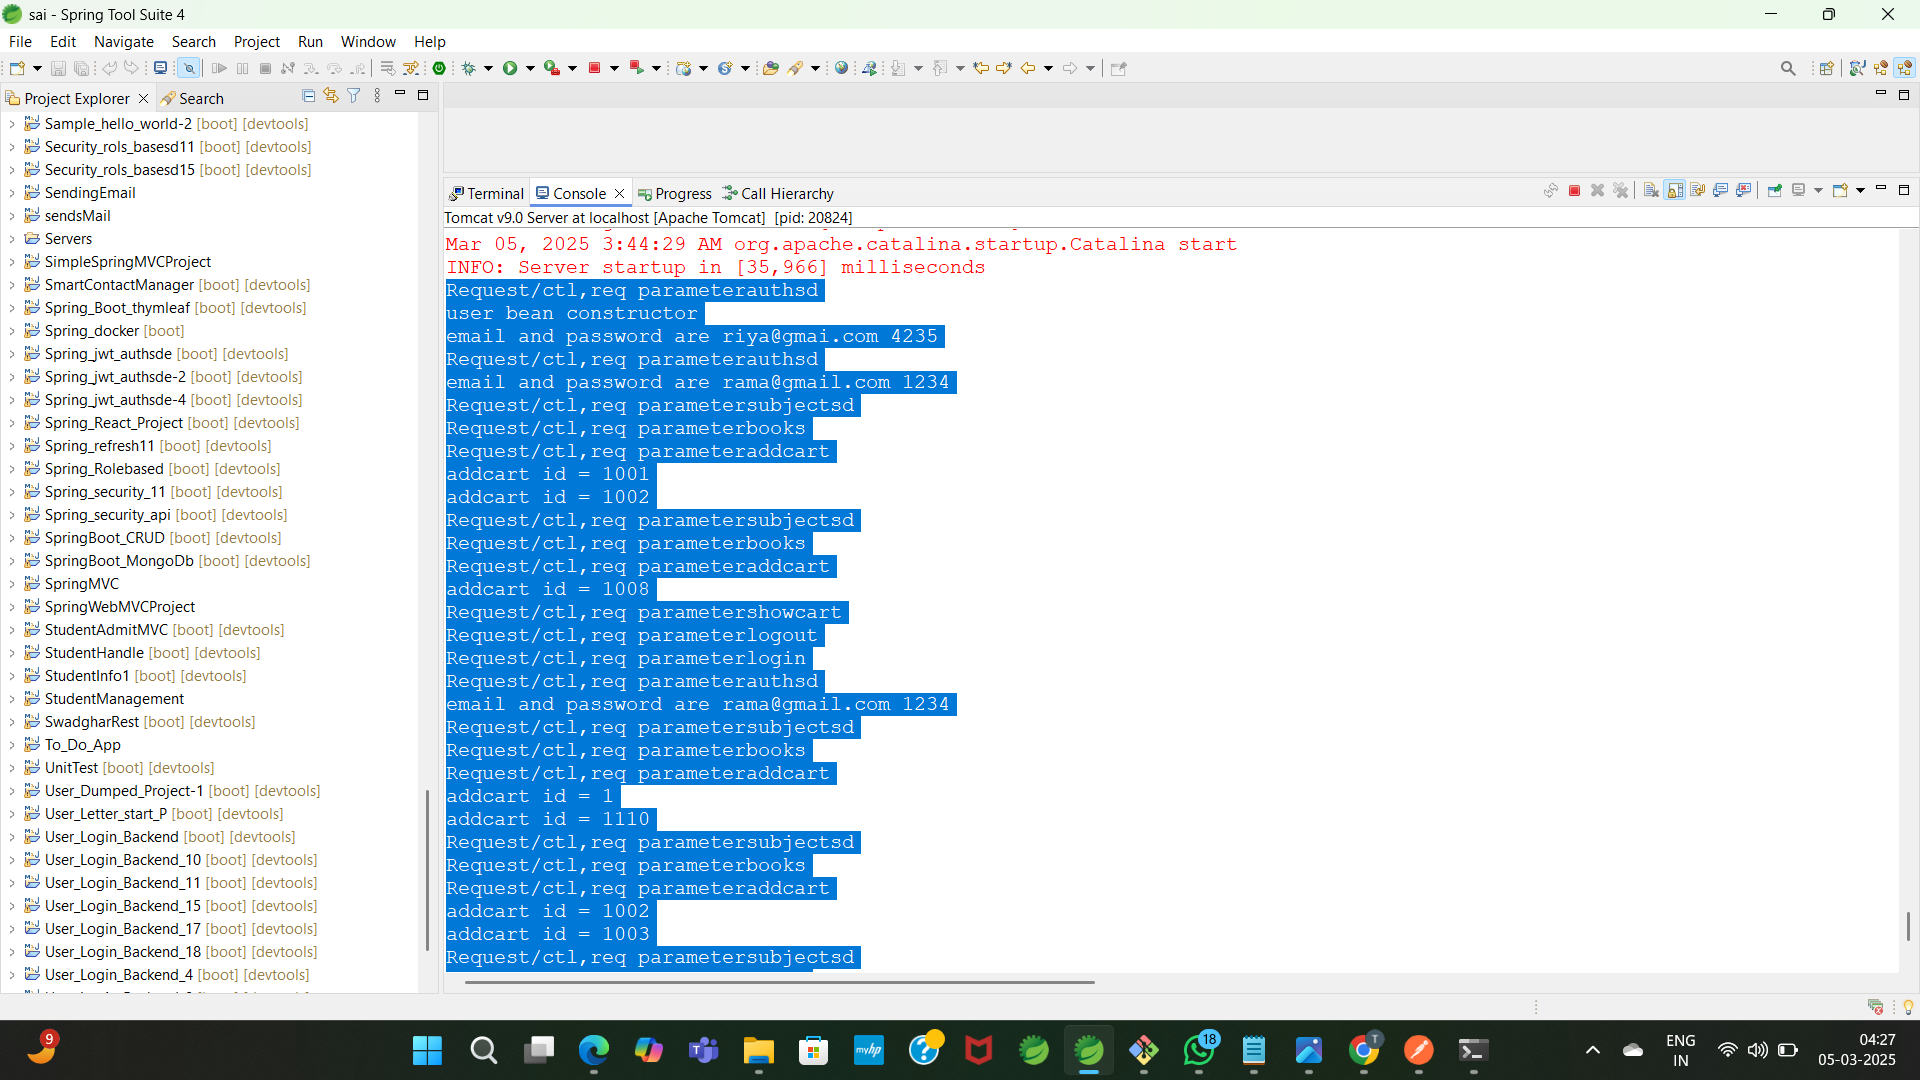 sai - Spring Tool Suite 4
File Edit Navigate Search Project Run Window Help
Project Explorer
Search
Sample_hello_world-2 [boot] [devtools]
Security_rols_basesd11 [boot] [devtools]
Security_rols_basesd15 [boot] [devtools]
SendingEmail
sendsMail
Servers
SimpleSpringMVCProject
SmartContactManager [boot] [devtools]
Spring_Boot_thymleaf [boot] [devtools]
Spring_docker [boot]
Spring_jwt_authsde [boot] [devtools]
Spring_jwt_authsde-2 [boot] [devtools]
Spring_jwt_authsde-4 [boot] [devtools]
Spring_React_Project [boot] [devtools]
Spring_refresh11 [boot] [devtools]
Spring_Rolebased [boot] [devtools]
Spring_security_11 [boot] [devtools]
Spring_security_api [boot] [devtools]
SpringBoot_CRUD [boot] [devtools]
SpringBoot_MongoDb [boot] [devtools]
SpringMVC
SpringWebMVCProject
StudentAdmitMVC [boot] [devtools]
StudentHandle [boot] [devtools]
StudentInfo1 [boot] [devtools]
StudentManagement
SwadgharRest [boot] [devtools]
To_Do_App
UnitTest [boot] [devtools]
User_Dumped_Project-1 [boot] [devtools]
User_Letter_start_P [boot] [devtools]
User_Login_Backend [boot] [devtools]
User_Login_Backend_10 [boot] [devtools]
User_Login_Backend_11 [boot] [devtools]
User_Login_Backend_15 [boot] [devtools]
User_Login_Backend_17 [boot] [devtools]
User_Login_Backend_18 [boot] [devtools]
User_Login_Backend_4 [boot] [devtools]
Terminal Console Progress Call Hierarchy
Tomcat v9.0 Server at localhost [Apache Tomcat] [pid: 20824]
Mar 05, 2025 3:44:29 AM org.apache.catalina.startup.Catalina start
INFO: Server startup in [35,966] milliseconds
Request/ctl,req parameterauthsd
user bean constructor
email and password are riya@gmai.com 4235
Request/ctl,req parameterauthsd
email and password are rama@gmail.com 1234
Request/ctl,req parametersubjectsd
Request/ctl,req parameterbooks
Request/ctl,req parameteraddcart
addcart id = 1001
addcart id = 1002
Request/ctl,req parametersubjectsd
Request/ctl,req parameterbooks
Request/ctl,req parameteraddcart
addcart id = 1008
Request/ctl,req parametershowcart
Request/ctl,req parameterlogout
Request/ctl,req parameterlogin
Request/ctl,req parameterauthsd
email and password are rama@gmail.com 1234
Request/ctl,req parametersubjectsd
Request/ctl,req parameterbooks
Request/ctl,req parameteraddcart
addcart id = 1
addcart id = 1110
Request/ctl,req parametersubjectsd
Request/ctl,req parameterbooks
Request/ctl,req parameteraddcart
addcart id = 1002
addcart id = 1003
Request/ctl,req parametersubjectsd
9
myhp
18
T
ENG
IN
04:27
05-03-2025